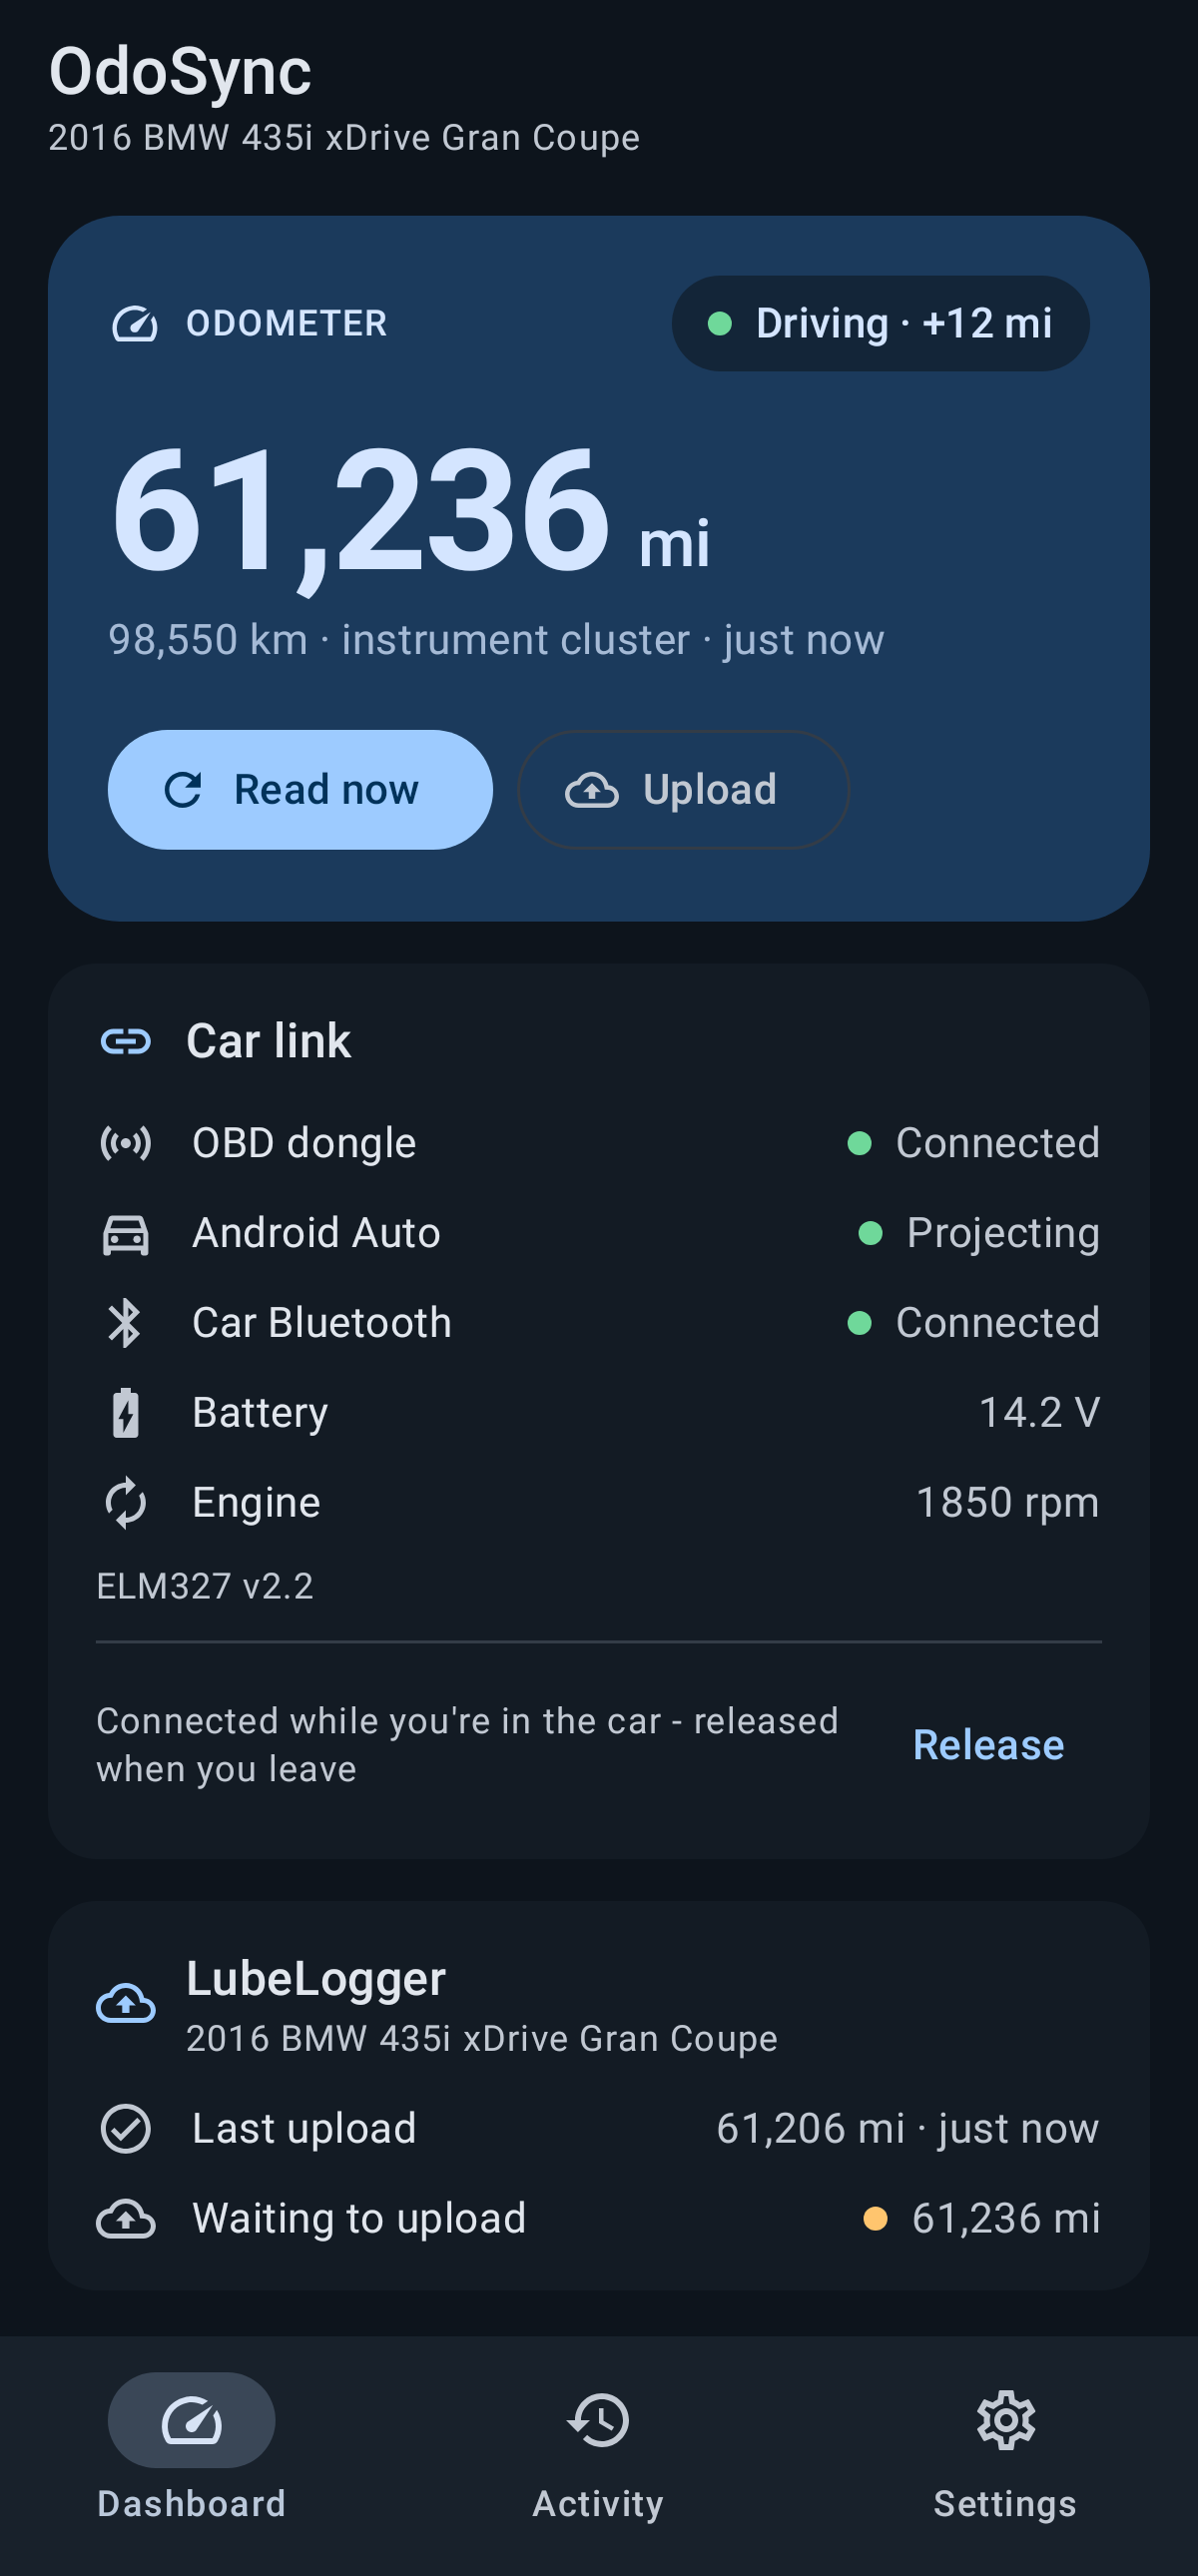 OdoSync
2016 BMW 435i xDrive Gran Coupe
ODOMETER
Driving · +12 mi
61,236 mi
98,550 km · instrument cluster · just now
Read now
Upload
Car link
OBD dongle
Connected
Android Auto
Projecting
Car Bluetooth
Connected
Battery
14.2 V
Engine
1850 rpm
ELM327 v2.2
Connected while you're in the car - released
when you leave
Release
LubeLogger
2016 BMW 435i xDrive Gran Coupe
Last upload
61,206 mi · just now
Waiting to upload
61,236 mi
Dashboard
Activity
Settings